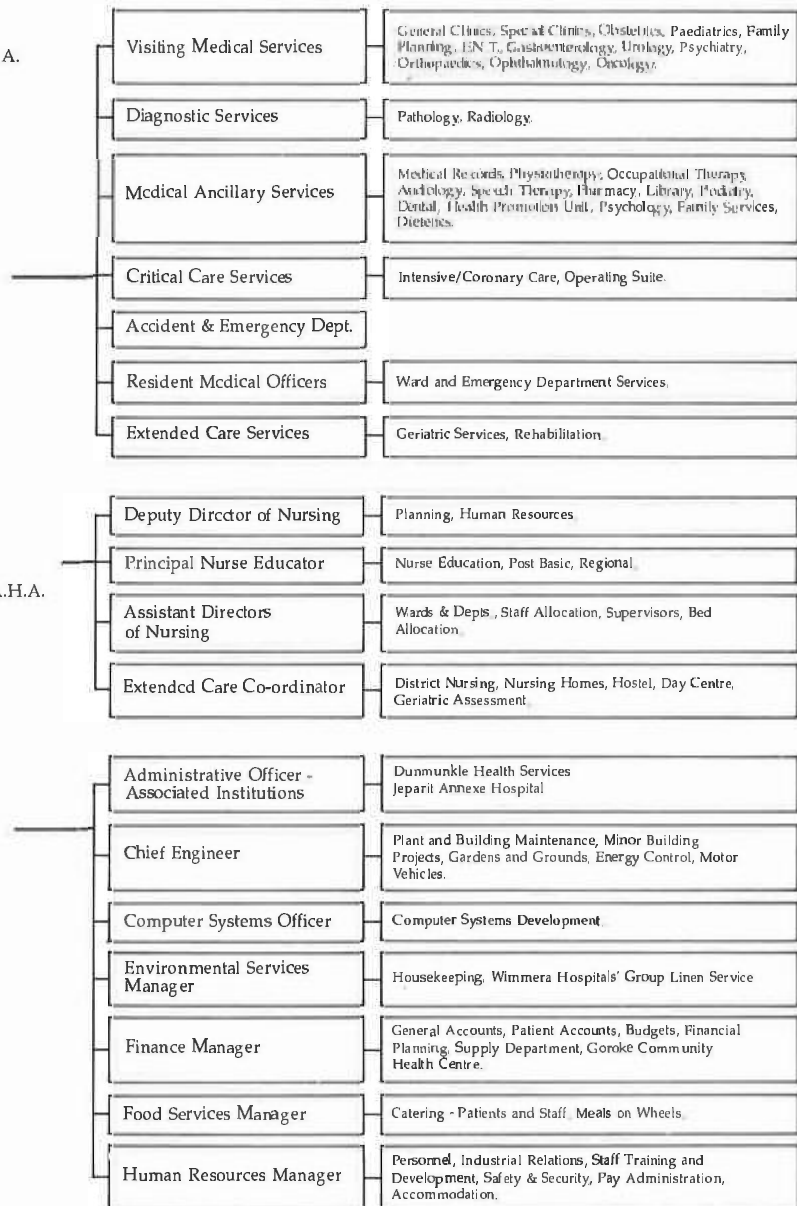 A.
Visiting Medical Services
General Clinics, Special Clinics, Obstetrics, Paediatrics, Family
Planning, E.N.T., Gastroenterology, Urology, Psychiatry,
Orthopaedics, Ophthalmology, Oncology.
Diagnostic Services
Pathology, Radiology.
Medical Ancillary Services
Medical Records, Physiotherapy, Occupational Therapy,
Audiology, Speech Therapy, Pharmacy, Library, Podiatry,
Dental, Health Promotion Unit, Psychology, Family Services,
Dietetics.
Critical Care Services
Intensive/Coronary Care, Operating Suite.
Accident & Emergency Dept.
Resident Medical Officers
Ward and Emergency Department Services.
Extended Care Services
Geriatric Services, Rehabilitation.
.H.A.
Deputy Director of Nursing
Planning, Human Resources.
Principal Nurse Educator
Nurse Education, Post Basic, Regional.
Assistant Directors
of Nursing
Wards & Depts., Staff Allocation, Supervisors, Bed
Allocation.
Extended Care Co-ordinator
District Nursing, Nursing Homes, Hostel, Day Centre,
Geriatric Assessment.
Administrative Officer -
Associated Institutions
Dunmunkle Health Services
Jeparit Annexe Hospital
Chief Engineer
Plant and Building Maintenance, Minor Building
Projects, Gardens and Grounds, Energy Control, Motor
Vehicles.
Computer Systems Officer
Computer Systems Development.
Environmental Services
Manager
Housekeeping, Wimmera Hospitals' Group Linen Service
Finance Manager
General Accounts, Patient Accounts, Budgets, Financial
Planning, Supply Department, Goroke Community
Health Centre.
Food Services Manager
Catering - Patients and Staff, Meals on Wheels.
Human Resources Manager
Personnel, Industrial Relations, Staff Training and
Development, Safety & Security, Pay Administration,
Accommodation.